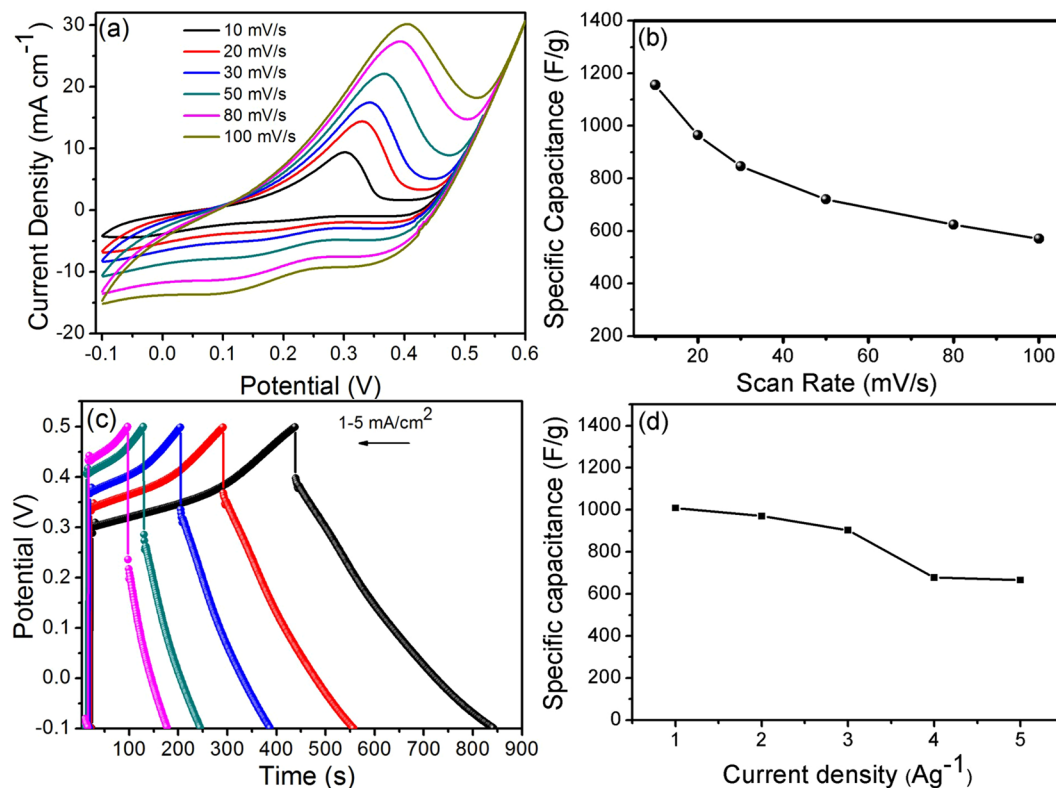 (a)
10 mV/s
20 mV/s
30 mV/s
50 mV/s
80 mV/s
100 mV/s
Current Density (mA cm⁻¹)
30
20
10
0
-10
-20
-0.1 0.0 0.1 0.2 0.3 0.4 0.5 0.6
Potential (V)
(b)
Specific Capacitance (F/g)
1400
1200
1000
800
600
400
200
20 40 60 80 100
Scan Rate (mV/s)
(c)
1-5 mA/cm²
Potential (V)
0.5
0.4
0.3
0.2
0.1
0.0
-0.1
100 200 300 400 500 600 700 800 900
Time (s)
(d)
Specific capacitance (F/g)
1400
1200
1000
800
600
400
200
0
1 2 3 4 5
Current density (Ag⁻¹)